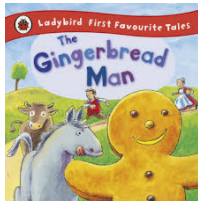 Ladybird First Favourite Tales
The
Gingerbread
Man